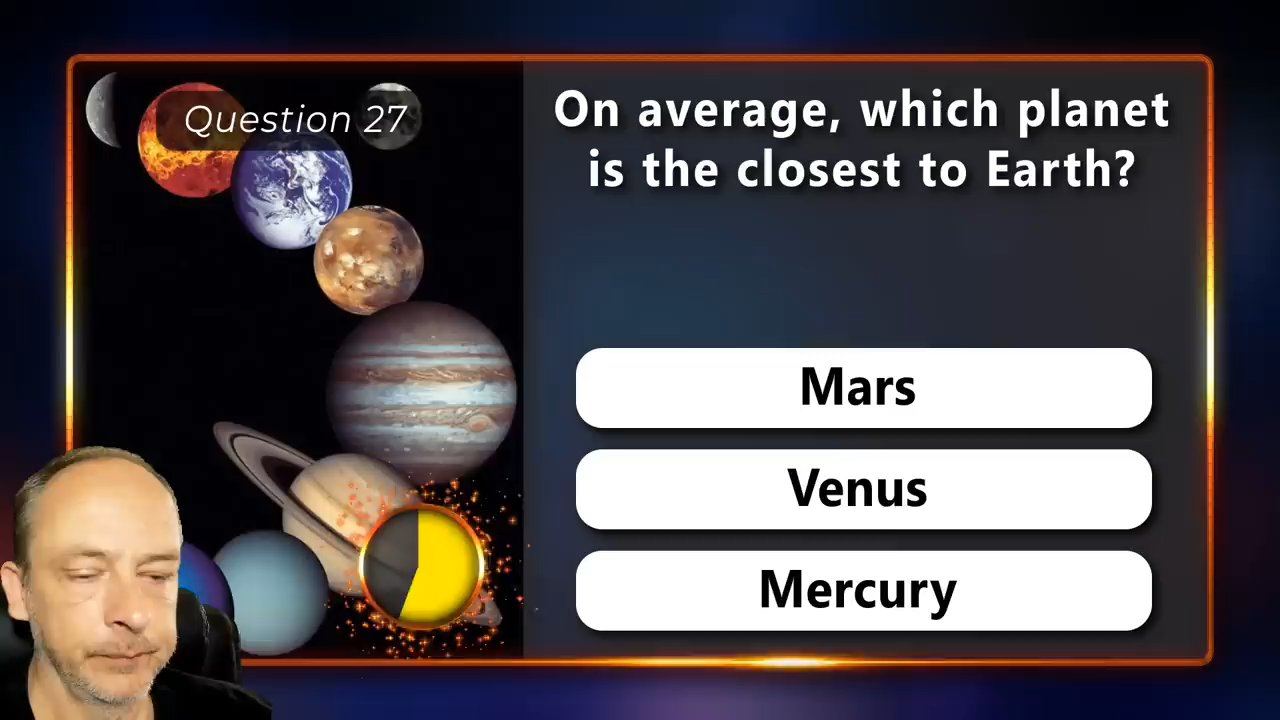 Question 27
On average, which planet
is the closest to Earth?
Mars
Venus
Mercury